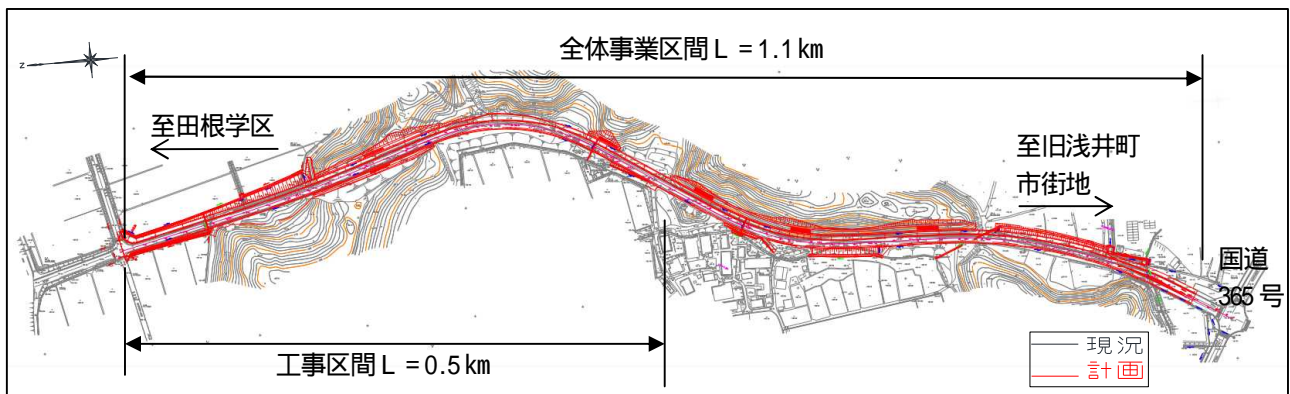 全体事業区間L=1.1km
z
至田根学区
至旧浅井町
市街地
国道
365号
工事区間L=0.5km
現況
計画